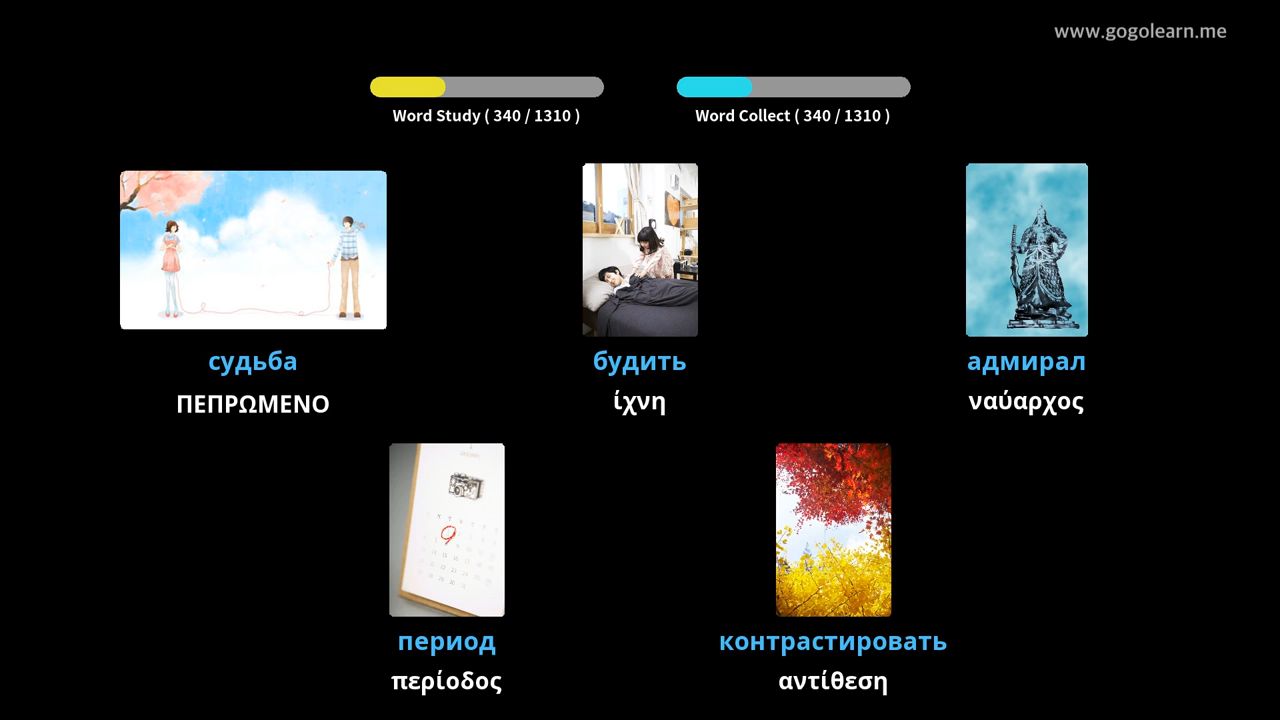 www.gogolearn.me
Word Study ( 340 / 1310 )
Word Collect ( 340 / 1310 )
судьба
ΠΕΠΡΩΜΕΝΟ
будить
ίχνη
адмирал
ναύαρχος
период
περίοδος
контрастировать
αντίθεση